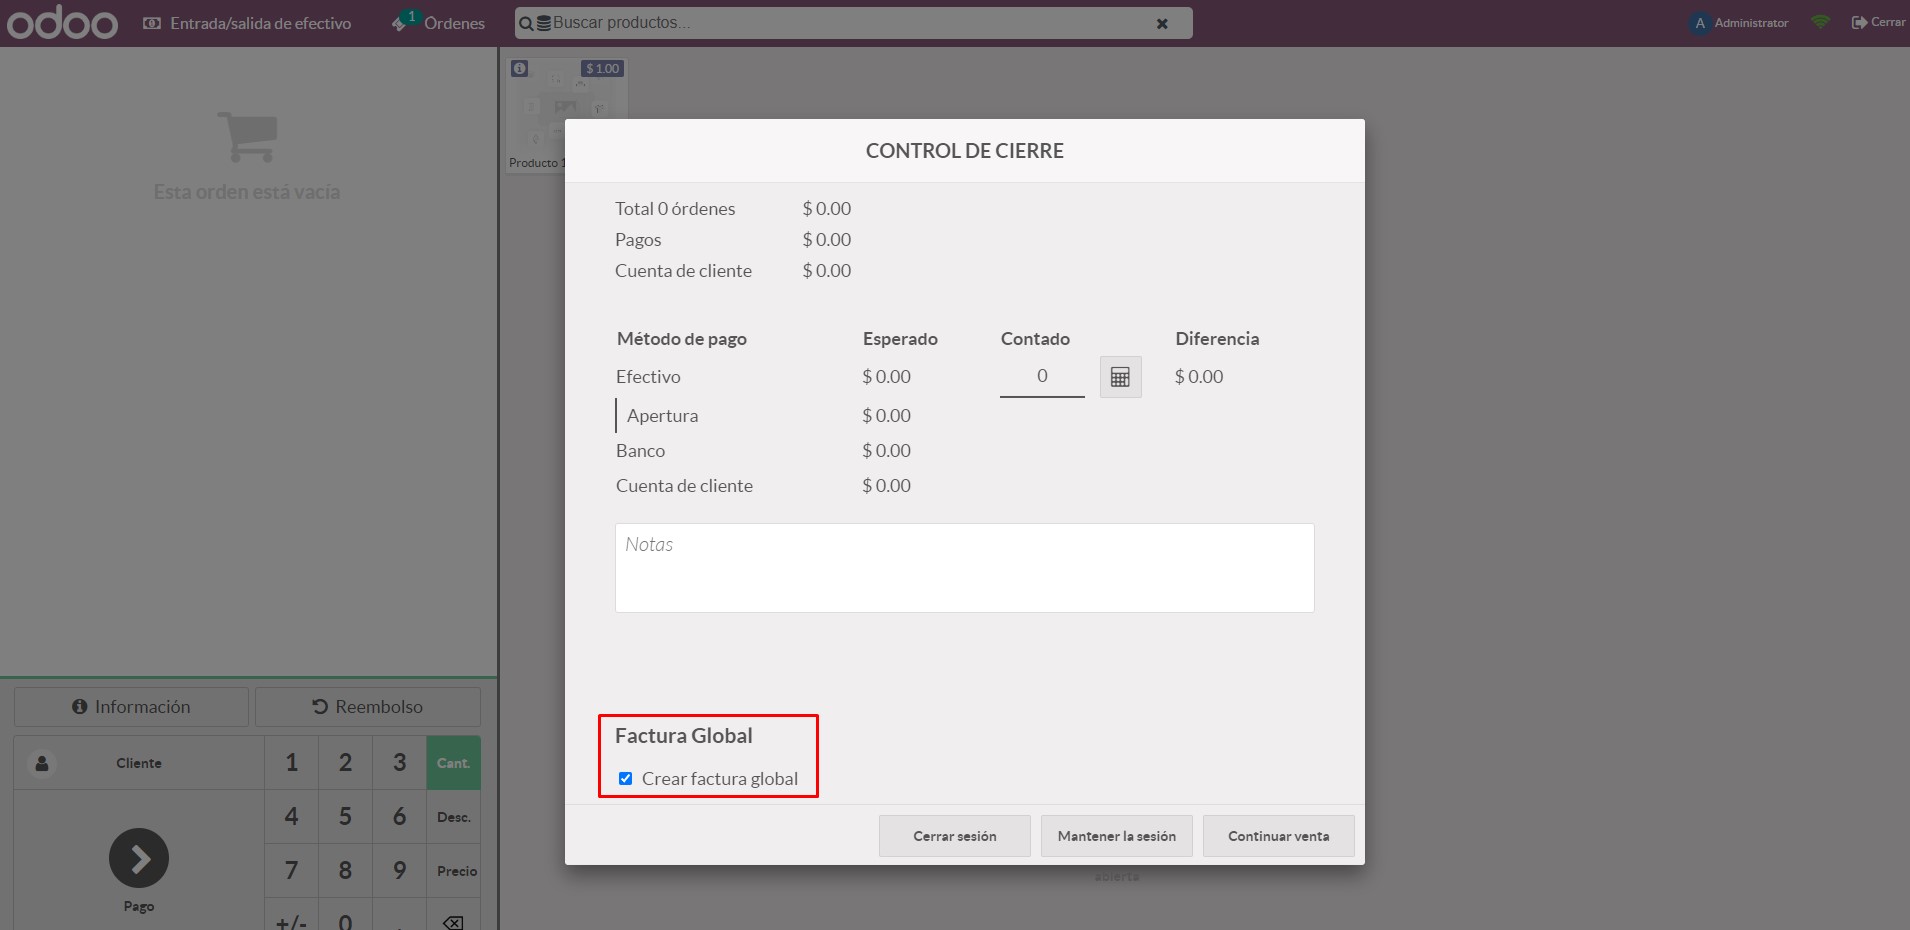 odoo Entrada/salida de efectivo 1 Órdenes Buscar productos... A Administrator Cerrar
$ 1.00
Producto 1
Esta orden está vacía
CONTROL DE CIERRE
Total 0 órdenes $ 0.00
Pagos $ 0.00
Cuenta de cliente $ 0.00
Método de pago Esperado Contado Diferencia
Efectivo $ 0.00 0 $ 0.00
Apertura $ 0.00
Banco $ 0.00
Cuenta de cliente $ 0.00
Notas
Factura Global
Crear factura global
Cerrar sesión Mantener la sesión Continuar venta
abierta
Información Reembolso
Cliente 1 2 3 Cant.
4 5 6 Desc.
7 8 9 Precio
Pago
+/- 0 .